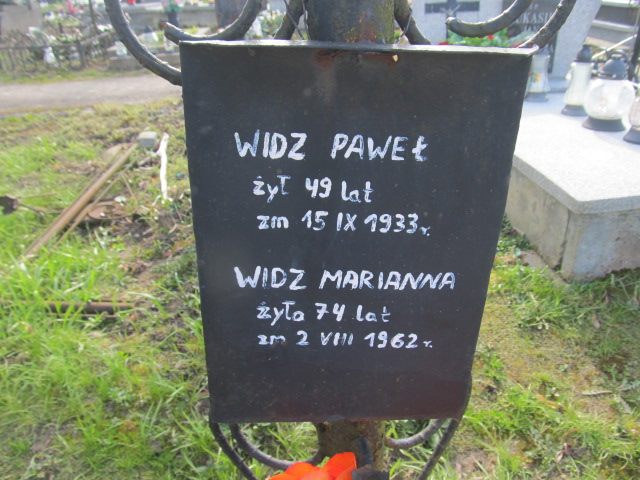 WIDZ PAWEŁ
żył 49 lat
zm 15 IX 1933 r.
WIDZ MARIANNA
żyła 74 lat
zm 2 VIII 1962 r.